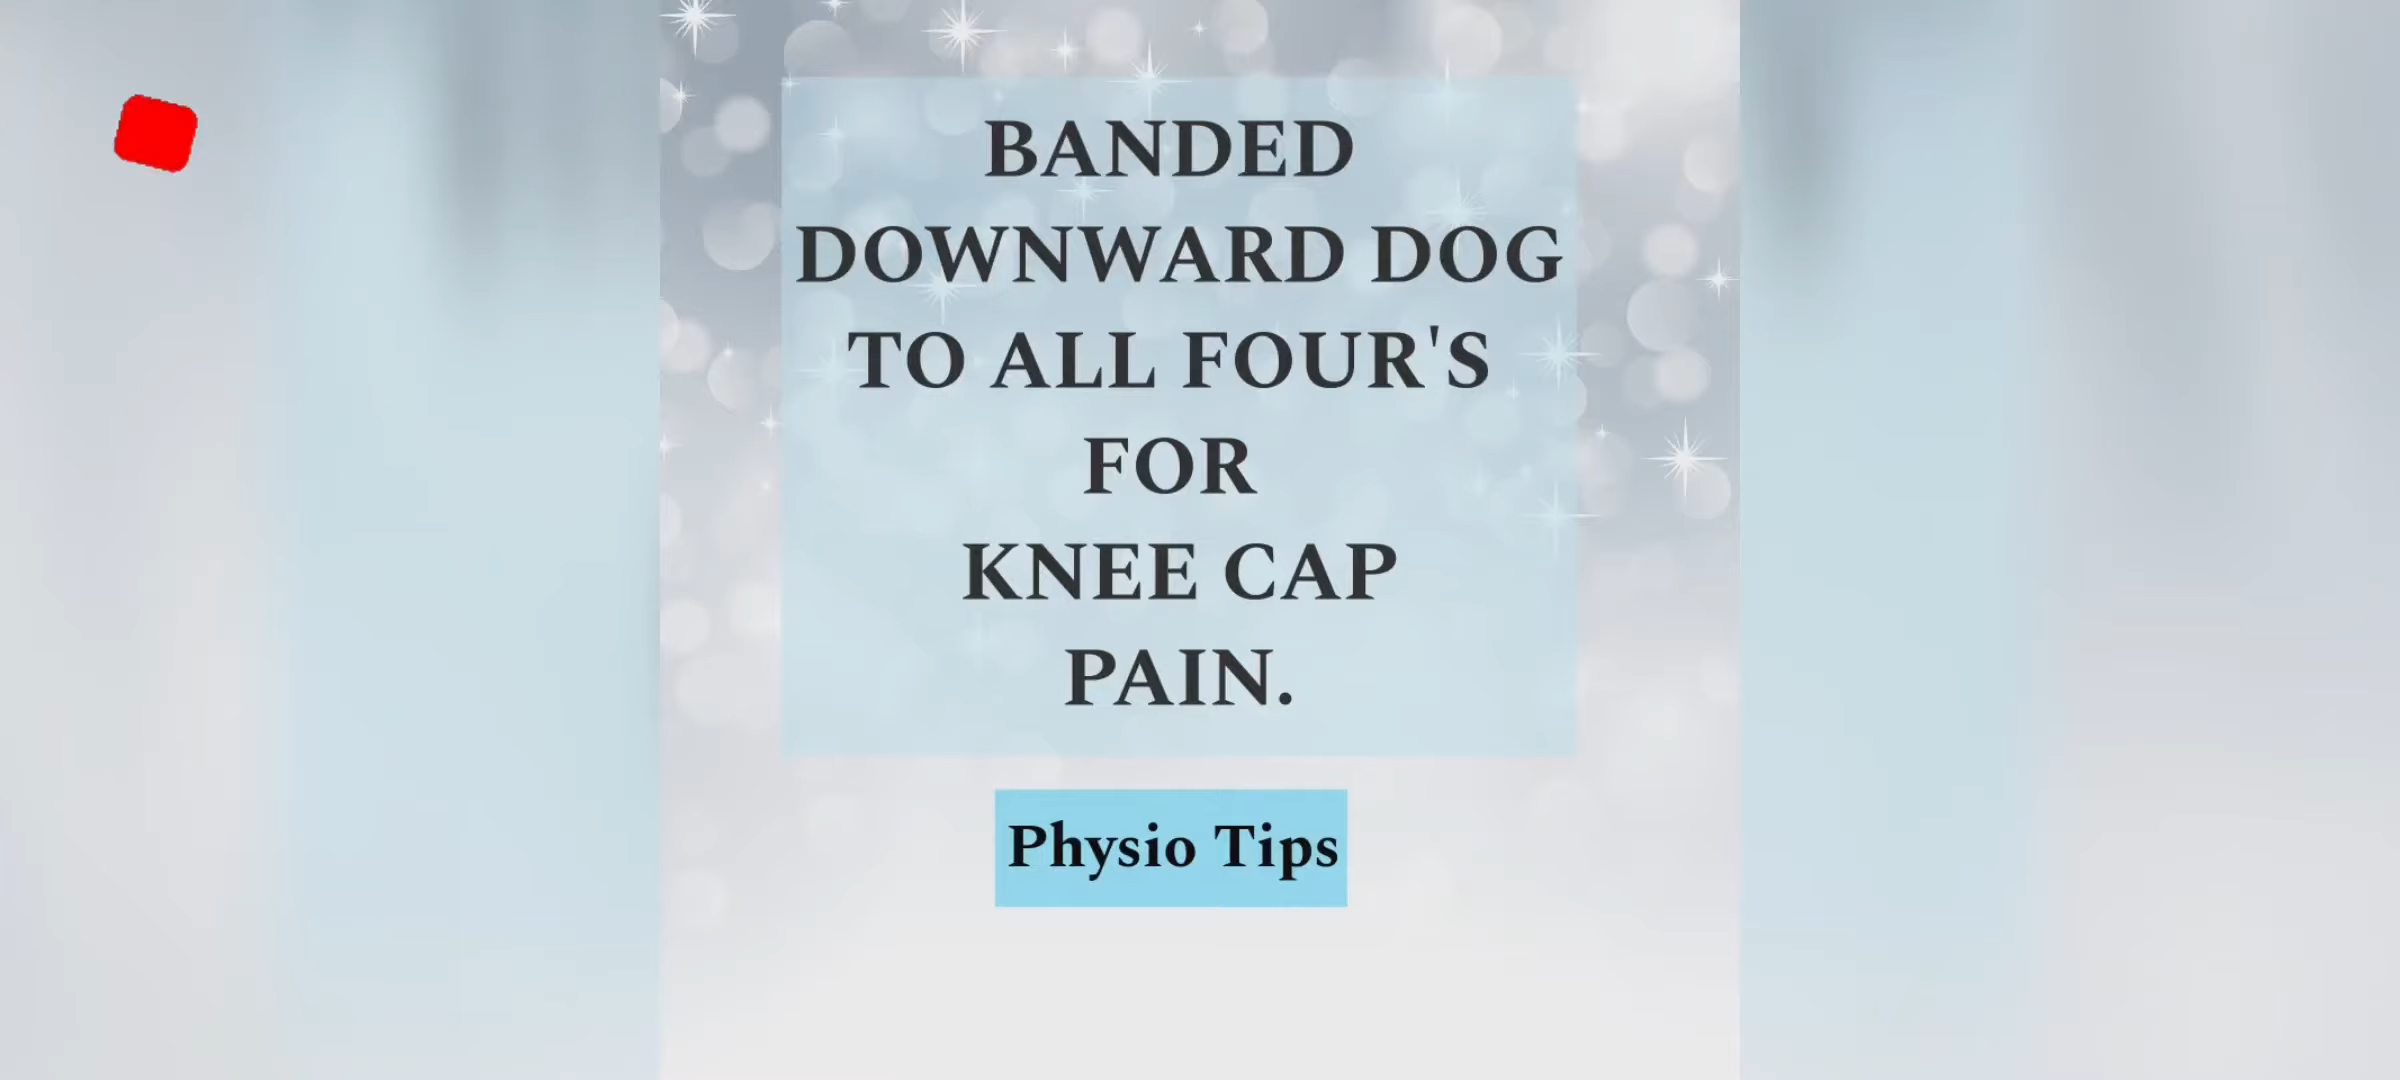 BANDED
DOWNWARD DOG
TO ALL FOUR'S
FOR
KNEE CAP
PAIN.
Physio Tips